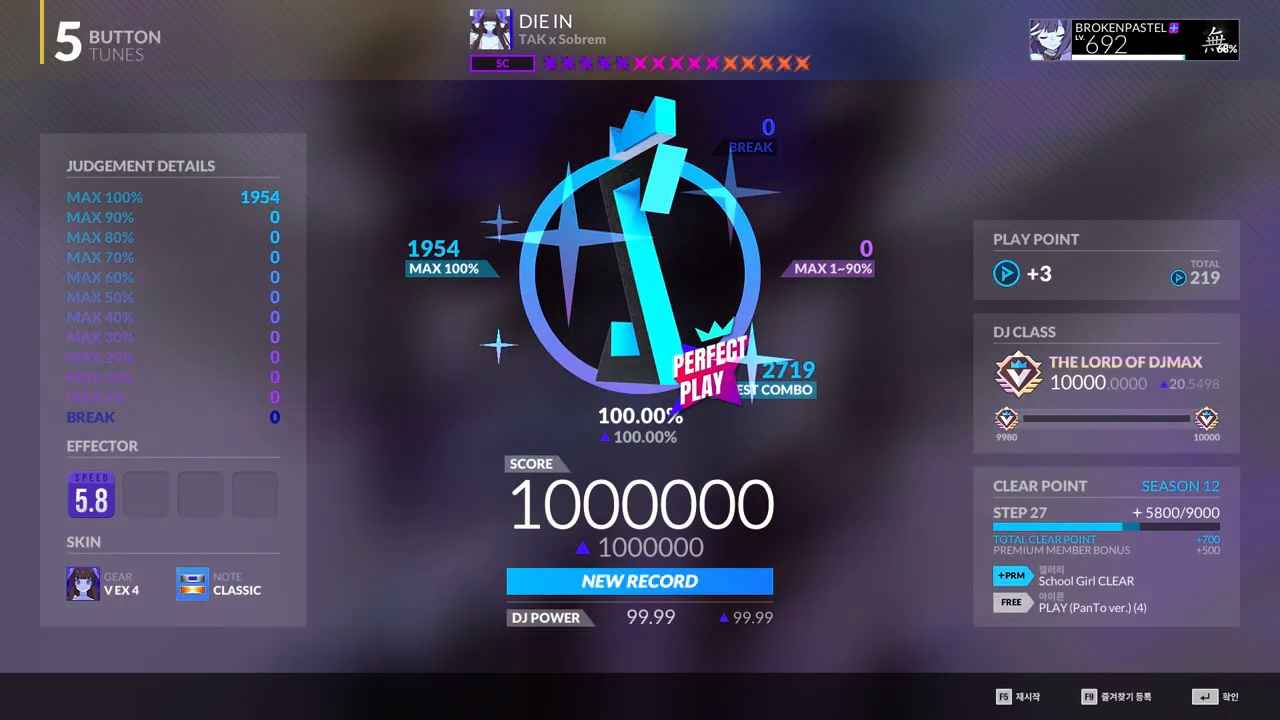 5 BUTTON
TUNES
DIE IN
TAK x Sobrem
SC
BROKENPASTEL
LV. 692
無
68%
JUDGEMENT DETAILS
MAX 100% 1954
MAX 90% 0
MAX 80% 0
MAX 70% 0
MAX 60% 0
MAX 50% 0
MAX 40% 0
MAX 30% 0
MAX 20% 0
MAX 10% 0
MAX 1% 0
BREAK 0
EFFECTOR
SPEED
5.8
SKIN
GEAR
V EX 4
NOTE
CLASSIC
0
BREAK
1954
MAX 100%
0
MAX 1~90%
PERFECT
PLAY
2719
EST COMBO
100.00%
▲ 100.00%
SCORE
1000000
▲ 1000000
NEW RECORD
DJ POWER 99.99 ▲ 99.99
PLAY POINT
+3
TOTAL
219
DJ CLASS
THE LORD OF DJMAX
10000.0000 ▲20.5498
9980 10000
CLEAR POINT SEASON 12
STEP 27 + 5800/9000
TOTAL CLEAR POINT +700
PREMIUM MEMBER BONUS +500
+PRM 갤러리
School Girl CLEAR
FREE 아이콘
PLAY (PanTo ver.) (4)
F5 재시작 F9 즐겨찾기 등록 ↵ 확인